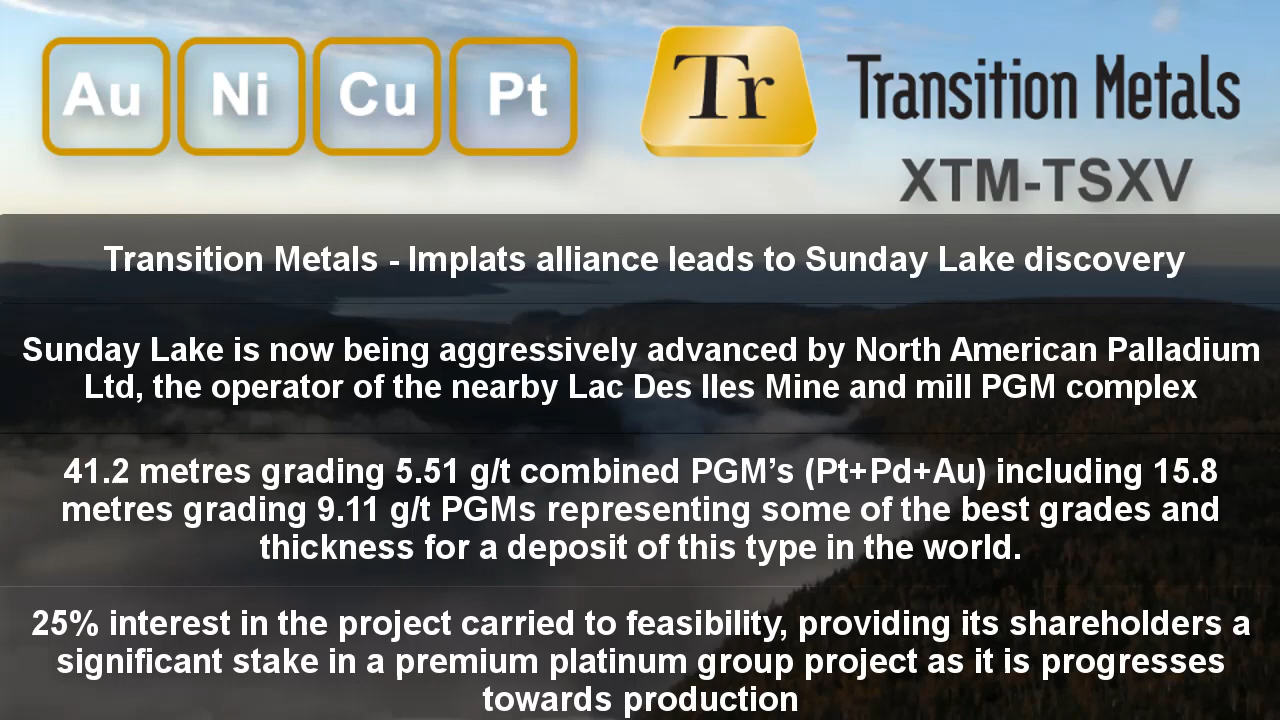 Au Ni Cu Pt
Tr
Transition Metals
XTM-TSXV
Transition Metals - Implats alliance leads to Sunday Lake discovery
Sunday Lake is now being aggressively advanced by North American Palladium
Ltd, the operator of the nearby Lac Des Iles Mine and mill PGM complex
41.2 metres grading 5.51 g/t combined PGM’s (Pt+Pd+Au) including 15.8
metres grading 9.11 g/t PGMs representing some of the best grades and
thickness for a deposit of this type in the world.
25% interest in the project carried to feasibility, providing its shareholders a
significant stake in a premium platinum group project as it is progresses
towards production